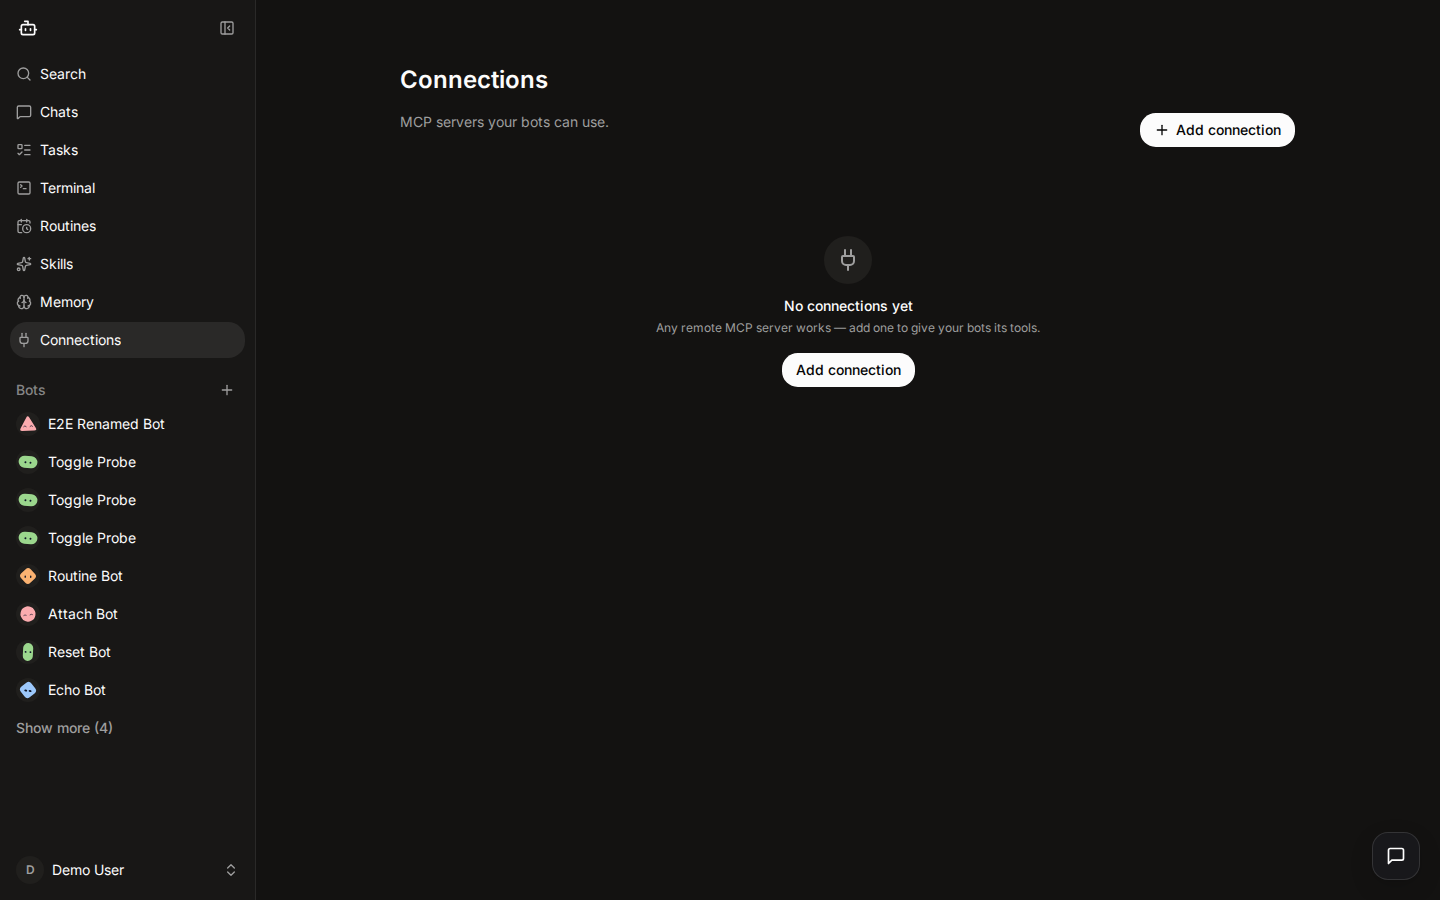 Search
Chats
Tasks
Terminal
Routines
Skills
Memory
Connections
Bots
E2E Renamed Bot
Toggle Probe
Toggle Probe
Toggle Probe
Routine Bot
Attach Bot
Reset Bot
Echo Bot
Show more (4)
D
Demo User
Connections
MCP servers your bots can use.
Add connection
No connections yet
Any remote MCP server works — add one to give your bots its tools.
Add connection